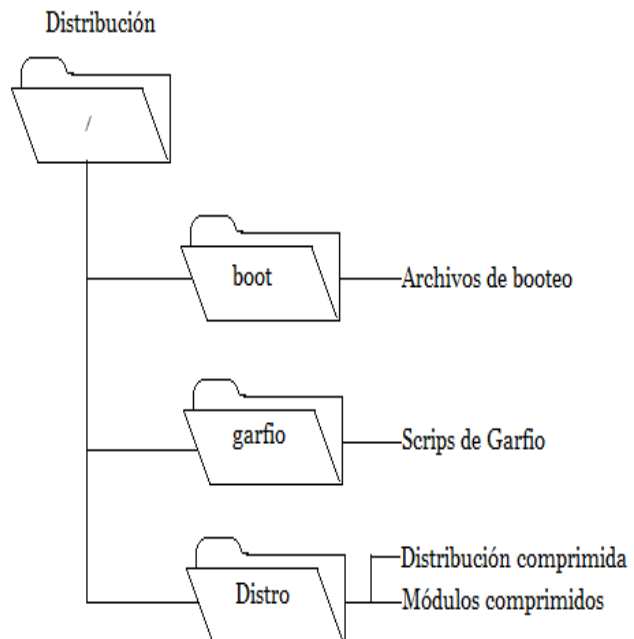 Distribución
/
boot
Archivos de booteo
garfio
Scrips de Garfio
Distro
Distribución comprimida
Módulos comprimidos